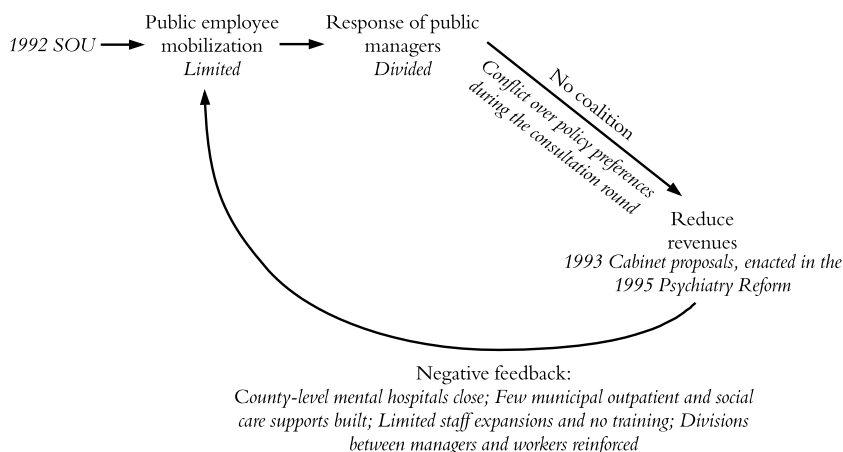 1992 SOU
Public employee
mobilization
Limited
Response of public
managers
Divided
No coalition
Conflict over policy preferences
during the consultation round
Reduce
revenues
1993 Cabinet proposals, enacted in the
1995 Psychiatry Reform
Negative feedback:
County-level mental hospitals close; Few municipal outpatient and social
care supports built; Limited staff expansions and no training; Divisions
between managers and workers reinforced